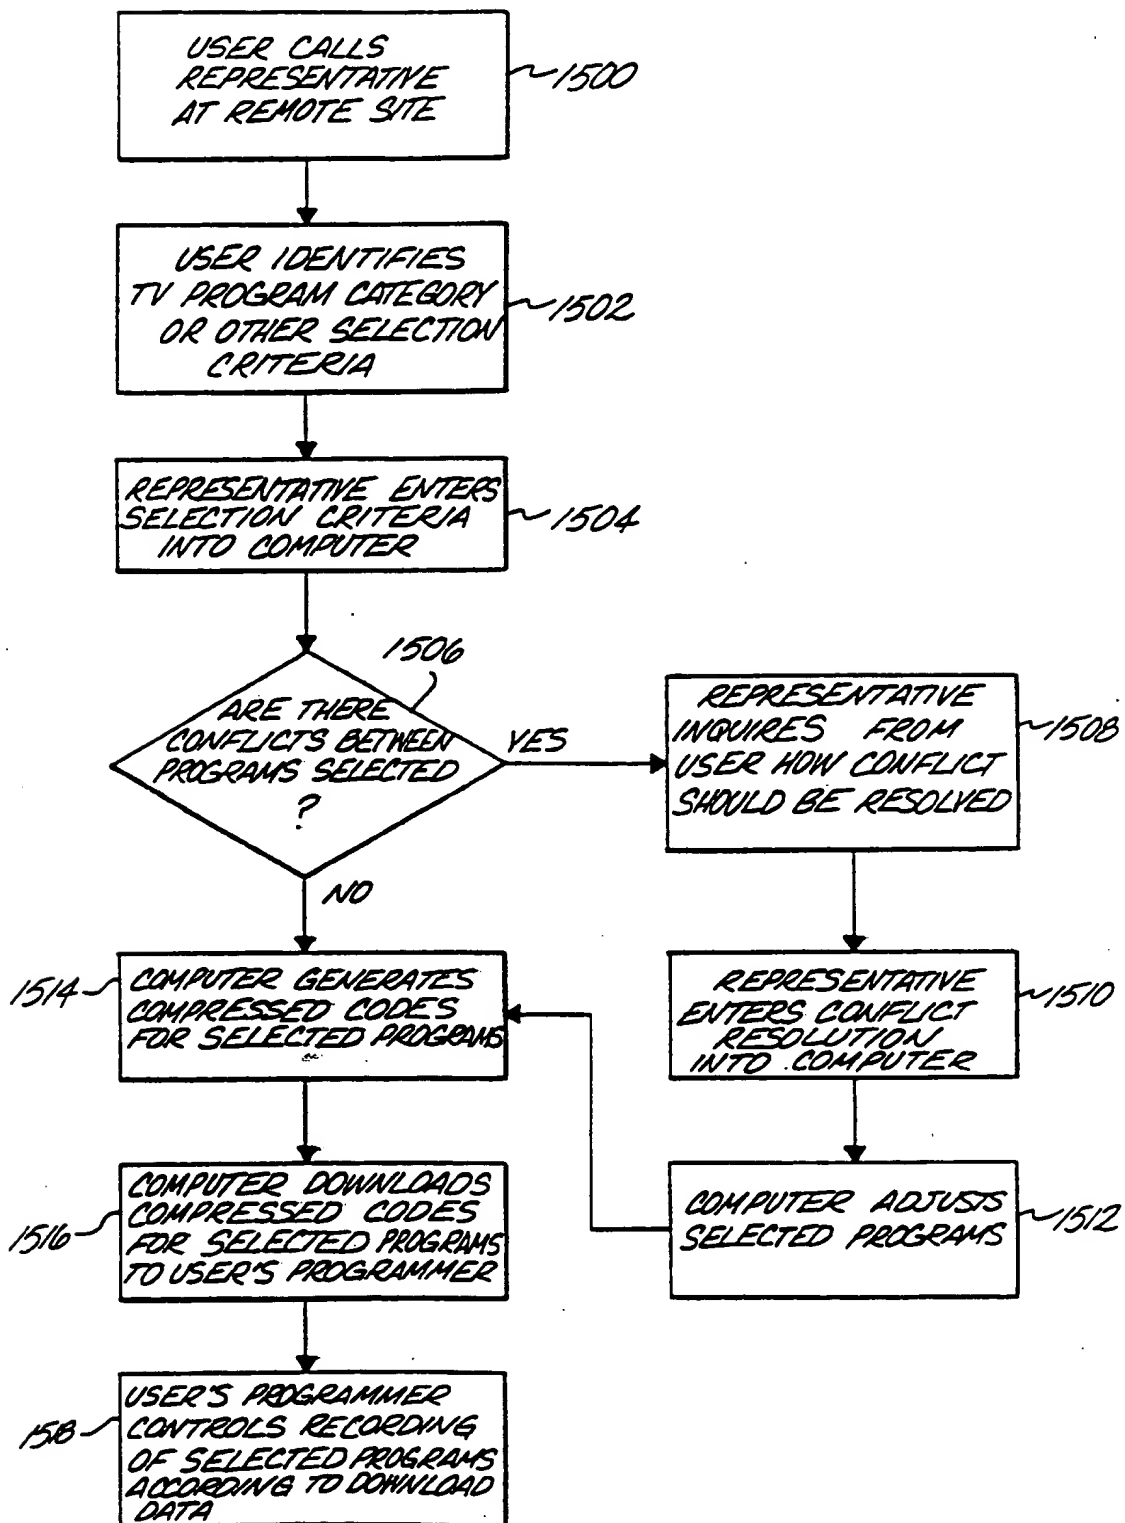 USER CALLS
REPRESENTATIVE
AT REMOTE SITE
1500
USER IDENTIFIES
TV PROGRAM CATEGORY
OR OTHER SELECTION
CRITERIA
1502
REPRESENTATIVE ENTERS
SELECTION CRITERIA
INTO COMPUTER
1504
1506
ARE THERE
CONFLICTS BETWEEN
PROGRAMS SELECTED
?
YES
NO
REPRESENTATIVE
INQUIRES FROM
USER HOW CONFLICT
SHOULD BE RESOLVED
1508
REPRESENTATIVE
ENTERS CONFLICT
RESOLUTION
INTO COMPUTER
1510
COMPUTER ADJUSTS
SELECTED PROGRAMS
1512
1514
COMPUTER GENERATES
COMPRESSED CODES
FOR SELECTED PROGRAMS
1516
COMPUTER DOWNLOADS
COMPRESSED CODES
FOR SELECTED PROGRAMS
TO USER'S PROGRAMMER
1518
USER'S PROGRAMMER
CONTROLS RECORDING
OF SELECTED PROGRAMS
ACCORDING TO DOWNLOAD
DATA